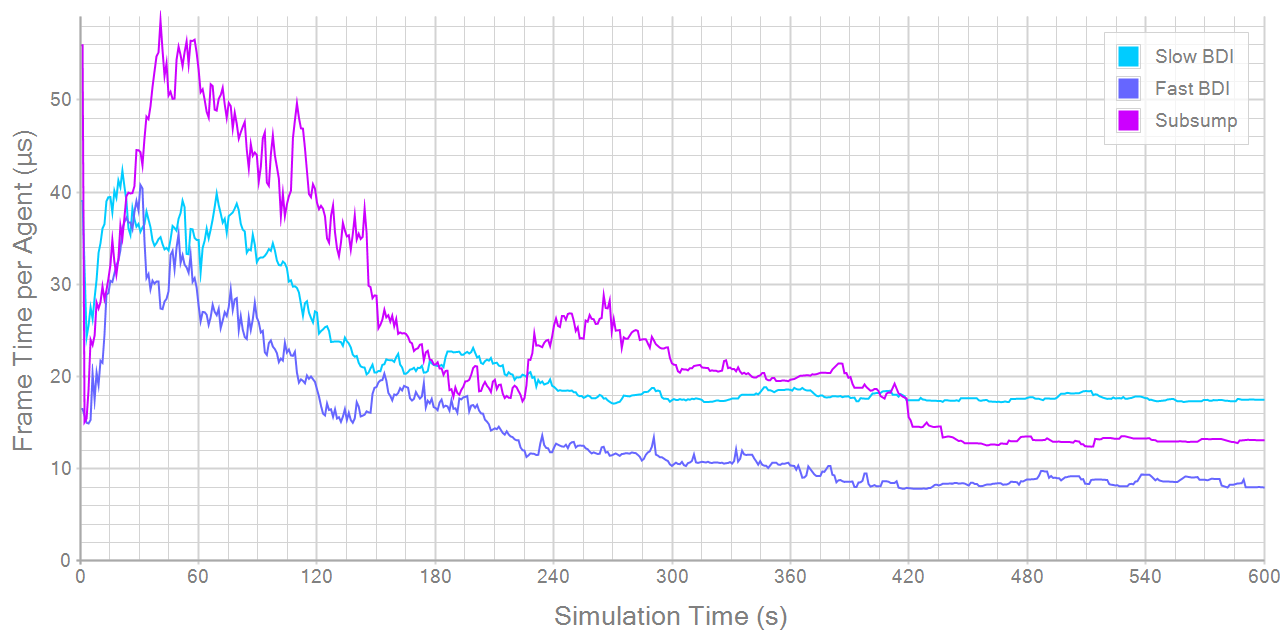 Frame Time per Agent (µs)
50
40
30
20
10
0
Slow BDI
Fast BDI
Subsump
0 60 120 180 240 300 360 420 480 540 600
Simulation Time (s)